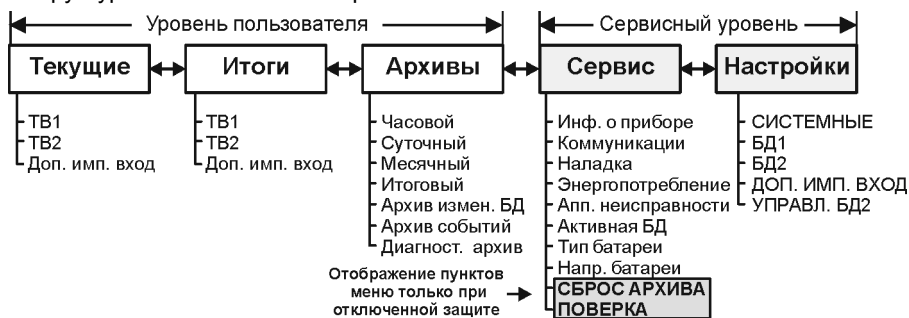 Уровень пользователя
Сервисный уровень
Текущие
Итоги
Архивы
Сервис
Настройки
ТВ1
ТВ2
Доп. имп. вход
ТВ1
ТВ2
Доп. имп. вход
Часовой
Суточный
Месячный
Итоговый
Архив измен. БД
Архив событий
Диагност. архив
Инф. о приборе
Коммуникации
Наладка
Энергопотребление
Апп. неисправности
Активная БД
Тип батареи
Напр. батареи
СБРОС АРХИВА
ПОВЕРКА
СИСТЕМНЫЕ
БД1
БД2
ДОП. ИМП. ВХОД
УПРАВЛ. БД2
Отображение пунктов
меню только при
отключенной защите